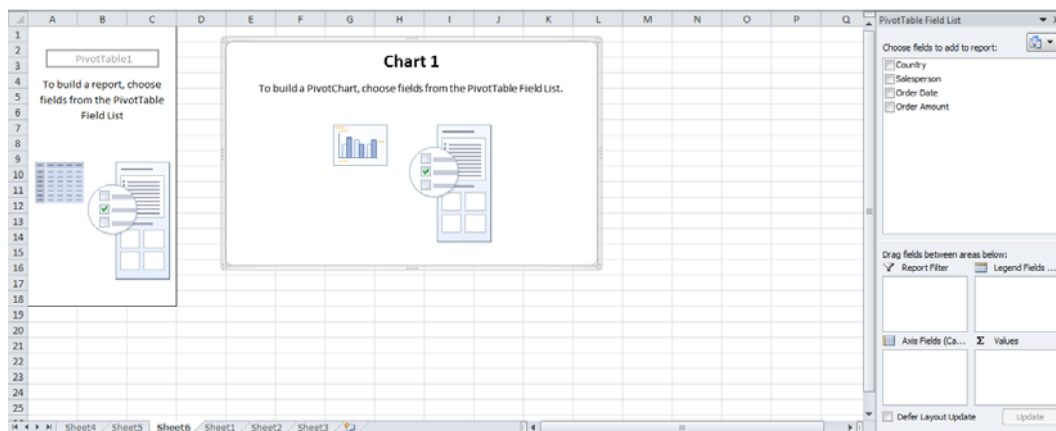 A B C D E F G H I J K L M N O P Q
PivotTable Field List
1
2
3
4
5
6
7
8
9
10
11
12
13
14
15
16
17
18
19
20
21
22
23
24
25
PivotTable1
To build a report, choose
fields from the PivotTable
Field List
Chart 1
To build a PivotChart, choose fields from the PivotTable Field List.
Choose fields to add to report:
Country
Salesperson
Order Date
Order Amount
Drag fields between areas below:
Report Filter
Legend Fields ...
Axis Fields (Ca...
Σ Values
Defer Layout Update
Update
Sheet4 Sheet5 Sheet6 Sheet1 Sheet2 Sheet3